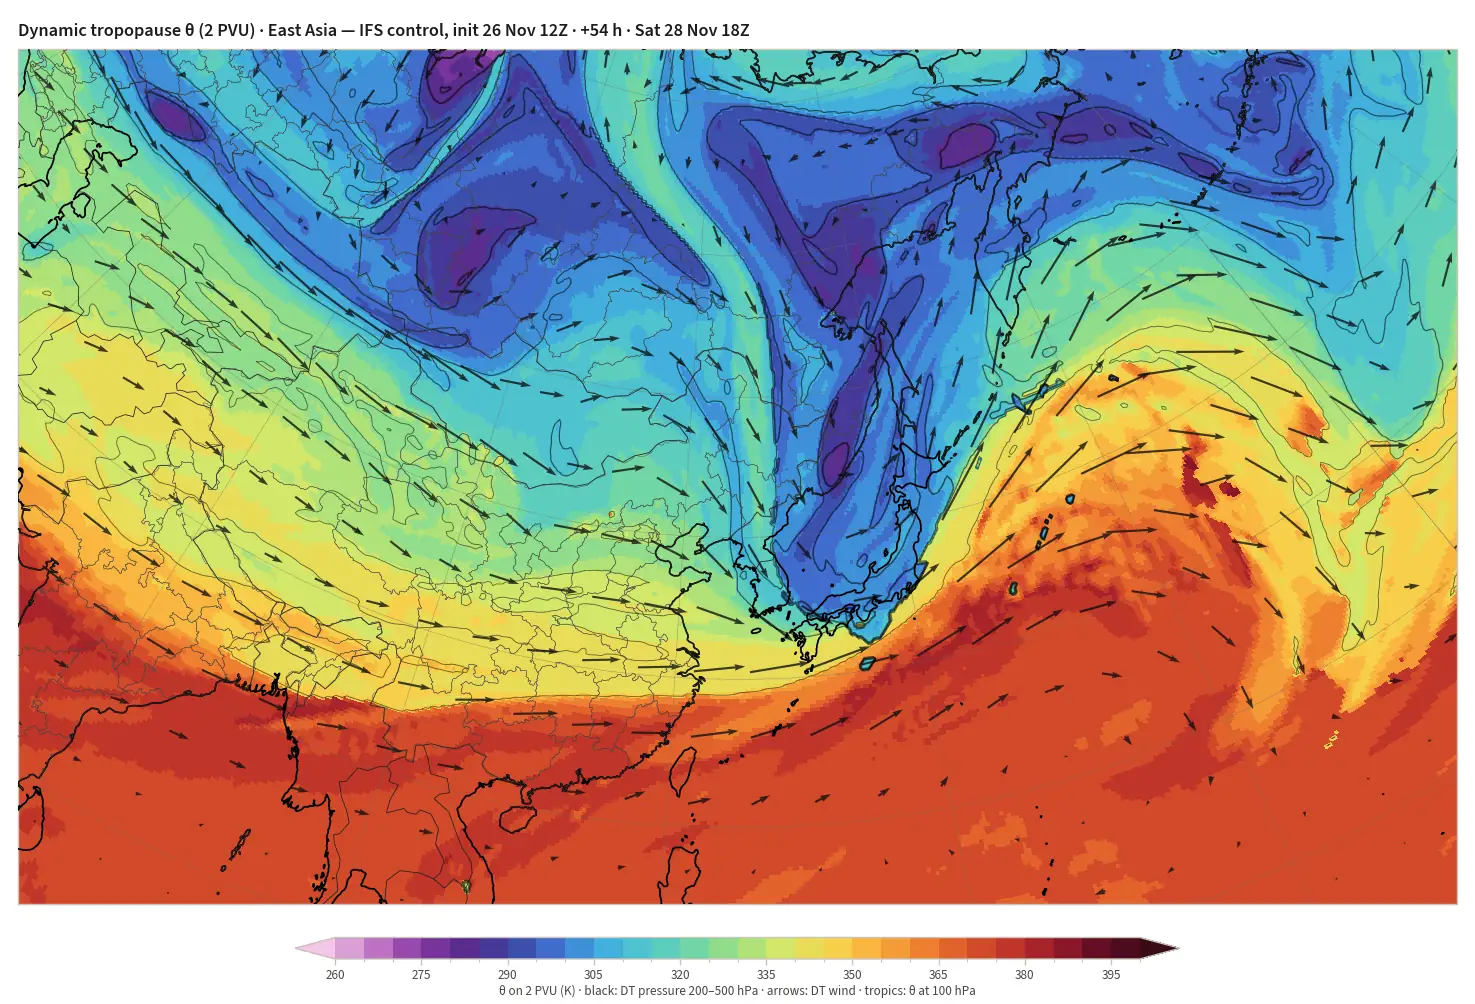 Dynamic tropopause θ (2 PVU) · East Asia — IFS control, init 26 Nov 12Z · +54 h · Sat 28 Nov 18Z
260 275 290 305 320 335 350 365 380 395
θ on 2 PVU (K) · black: DT pressure 200–500 hPa · arrows: DT wind · tropics: θ at 100 hPa